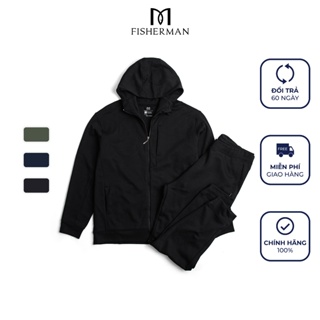 FISHERMAN
ĐỔI TRẢ
60 NGÀY
FREE
MIỄN PHÍ
GIAO HÀNG
CHÍNH HÃNG
100%